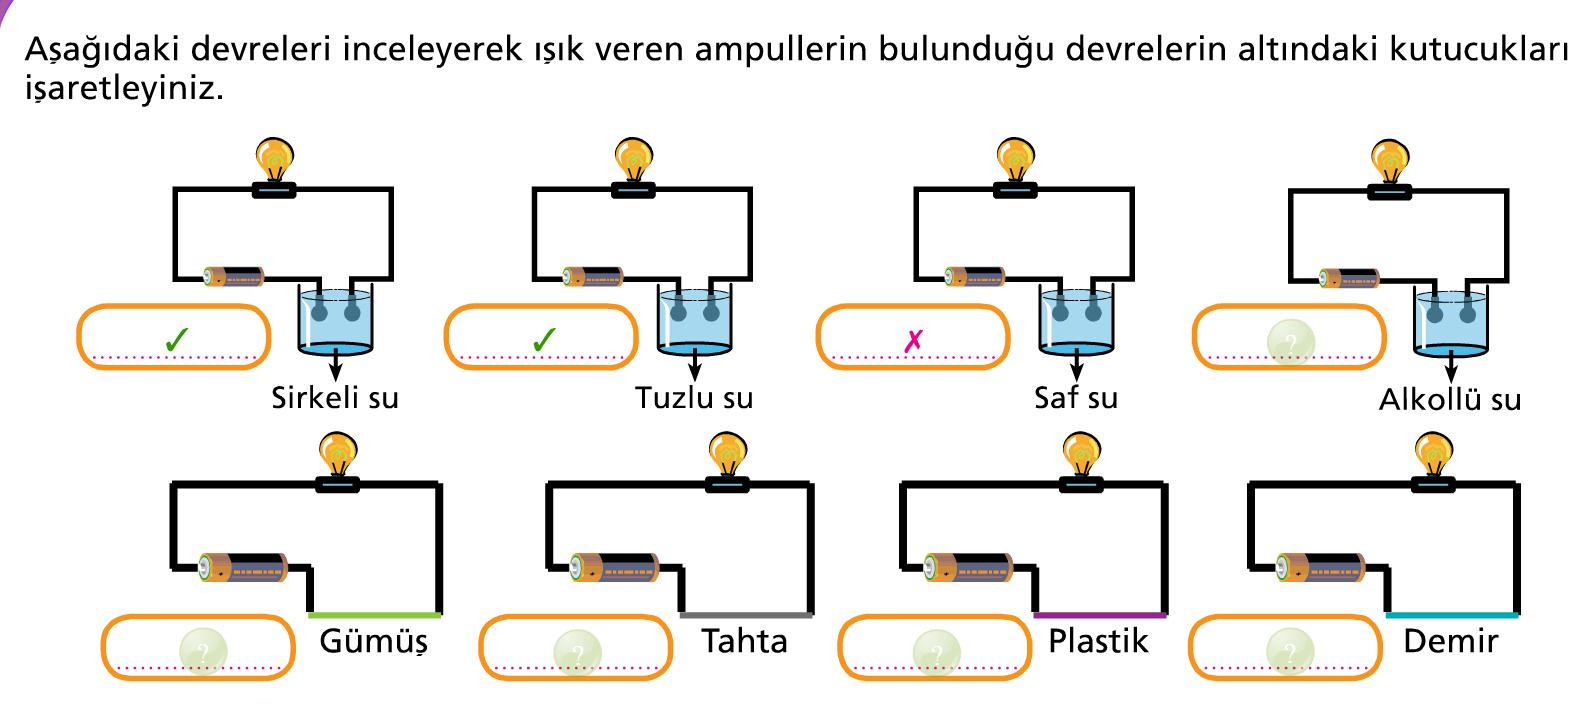 Aşağıdaki devreleri inceleyerek ışık veren ampullerin bulunduğu devrelerin altındaki kutucukları
işaretleyiniz.
✓ ✓ ✗ ?
Sirkeli su Tuzlu su Saf su Alkollü su
Gümüş Tahta Plastik Demir
? ? ? ?